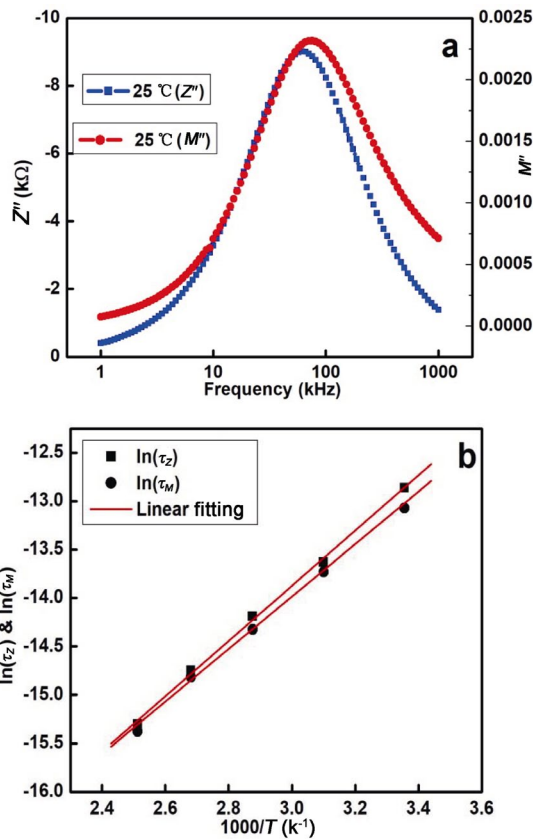 a
-10
-8
-6
-4
-2
0
Z″ (kΩ)
25 ℃(Z″)
25 ℃(M″)
0.0025
0.0020
0.0015
0.0010
0.0005
0.0000
M″
1 10 100 1000
Frequency (kHz)
b
-12.5
-13.0
-13.5
-14.0
-14.5
-15.0
-15.5
-16.0
ln(τZ) & ln(τM)
ln(τZ)
ln(τM)
Linear fitting
2.4 2.6 2.8 3.0 3.2 3.4 3.6
1000/T (k⁻¹)